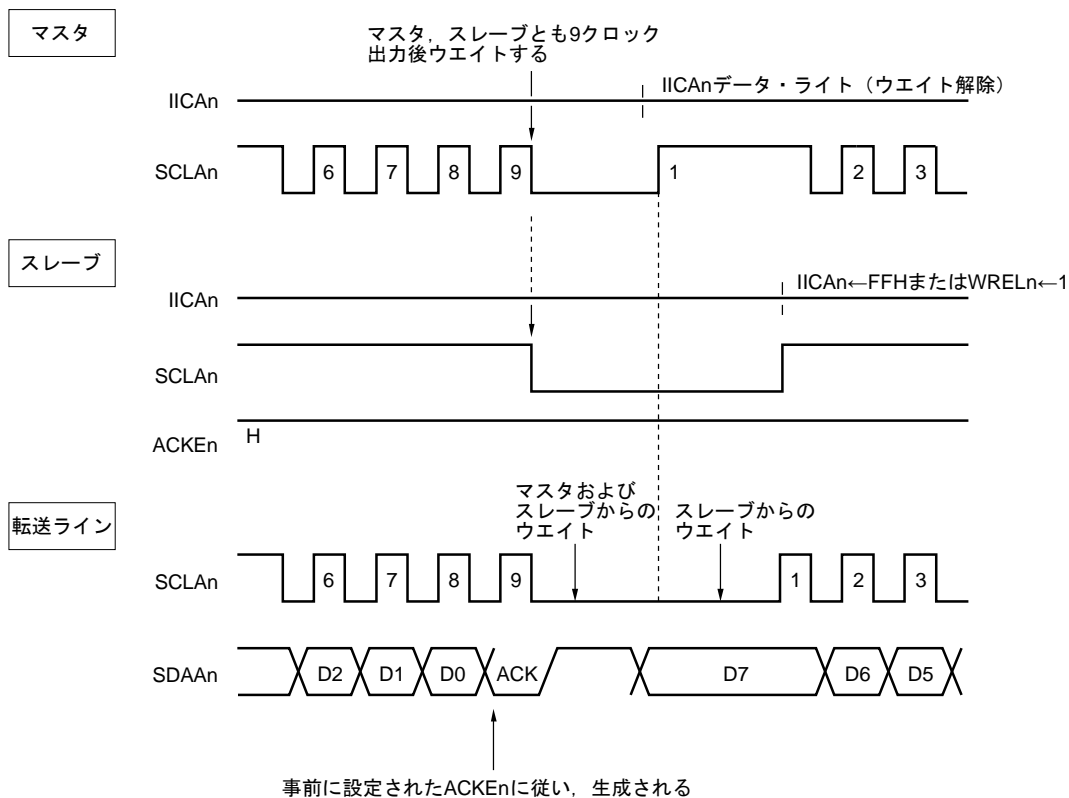 マスタ
マスタ，スレーブとも9クロック
出力後ウエイトする
IICAnデータ・ライト（ウエイト解除）
IICAn
SCLAn
6 7 8 9 1 2 3
スレーブ
IICAn←FFHまたはWRELn←1
IICAn
SCLAn
H
ACKEn
マスタおよび
スレーブからの
ウエイト
スレーブからの
ウエイト
転送ライン
SCLAn
6 7 8 9 1 2 3
SDAAn
D2 D1 D0 ACK D7 D6 D5
事前に設定されたACKEnに従い，生成される